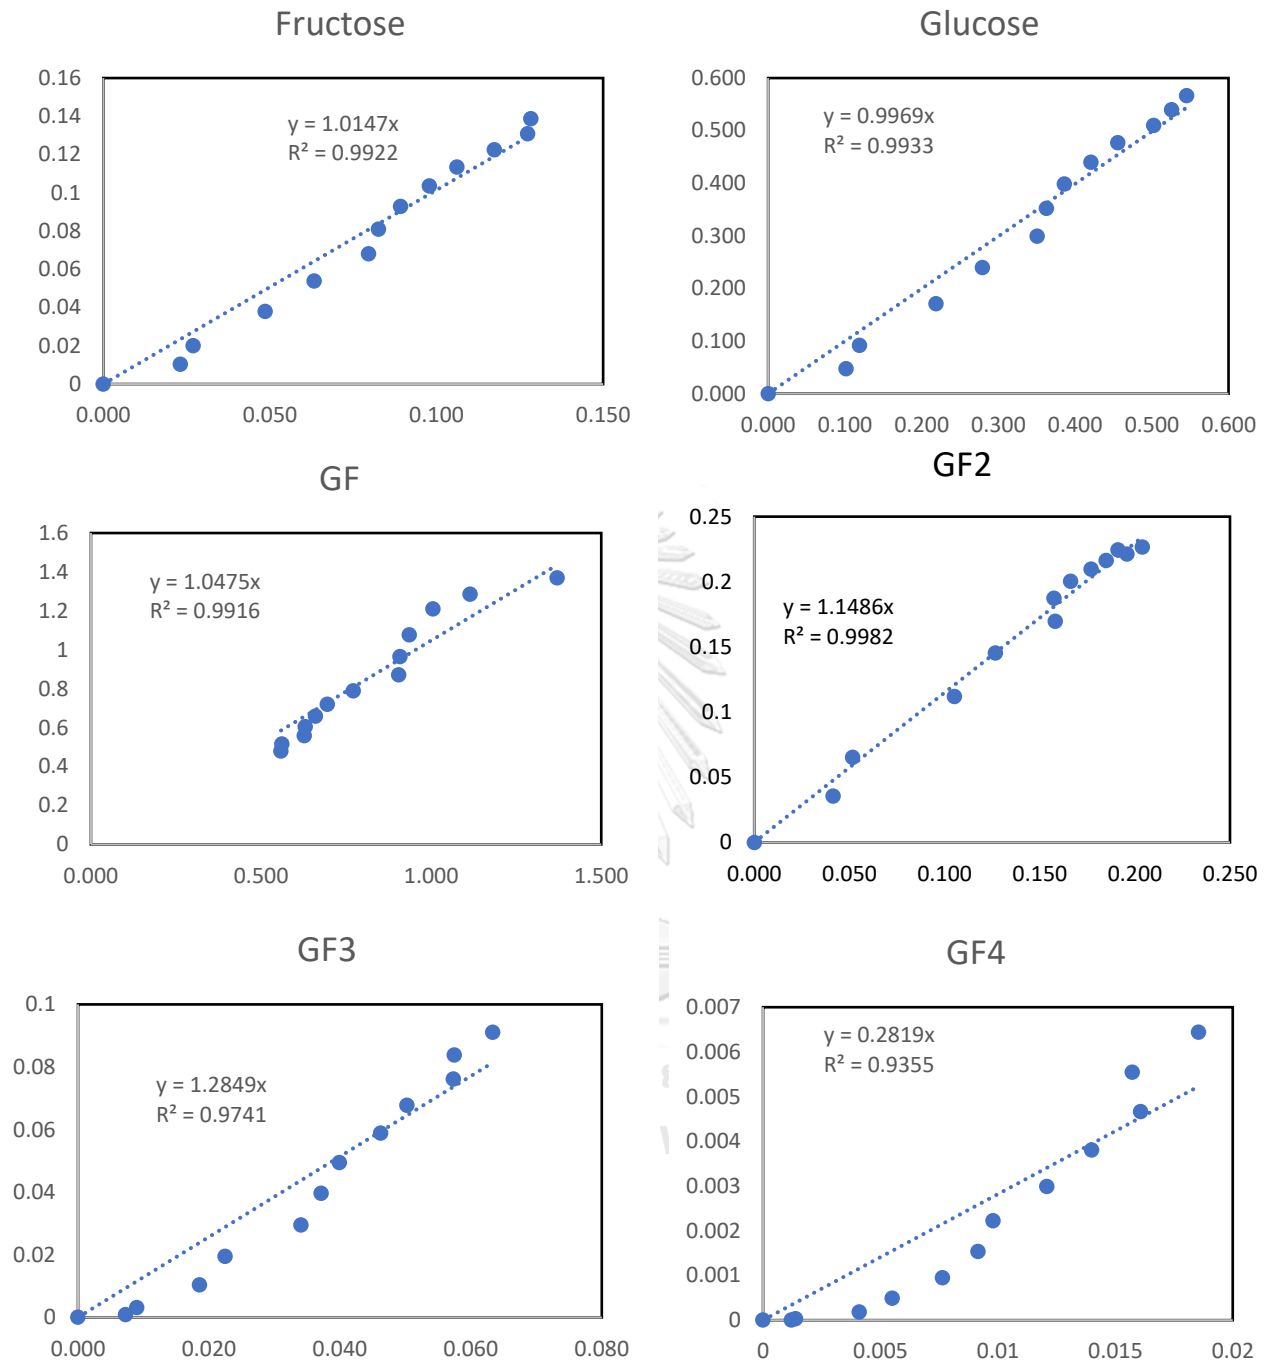 Fructose
0.16
0.14
0.12
0.1
0.08
0.06
0.04
0.02
0
y = 1.0147x
R² = 0.9922
0.000 0.050 0.100 0.150
Glucose
0.600
0.500
0.400
0.300
0.200
0.100
0.000
y = 0.9969x
R² = 0.9933
0.000 0.100 0.200 0.300 0.400 0.500 0.600
GF
1.6
1.4
1.2
1
0.8
0.6
0.4
0.2
0
y = 1.0475x
R² = 0.9916
0.000 0.500 1.000 1.500
GF2
0.25
0.2
0.15
0.1
0.05
0
y = 1.1486x
R² = 0.9982
0.000 0.050 0.100 0.150 0.200 0.250
GF3
0.1
0.08
0.06
0.04
0.02
0
y = 1.2849x
R² = 0.9741
0.000 0.020 0.040 0.060 0.080
GF4
0.007
0.006
0.005
0.004
0.003
0.002
0.001
0
y = 0.2819x
R² = 0.9355
0 0.005 0.01 0.015 0.02